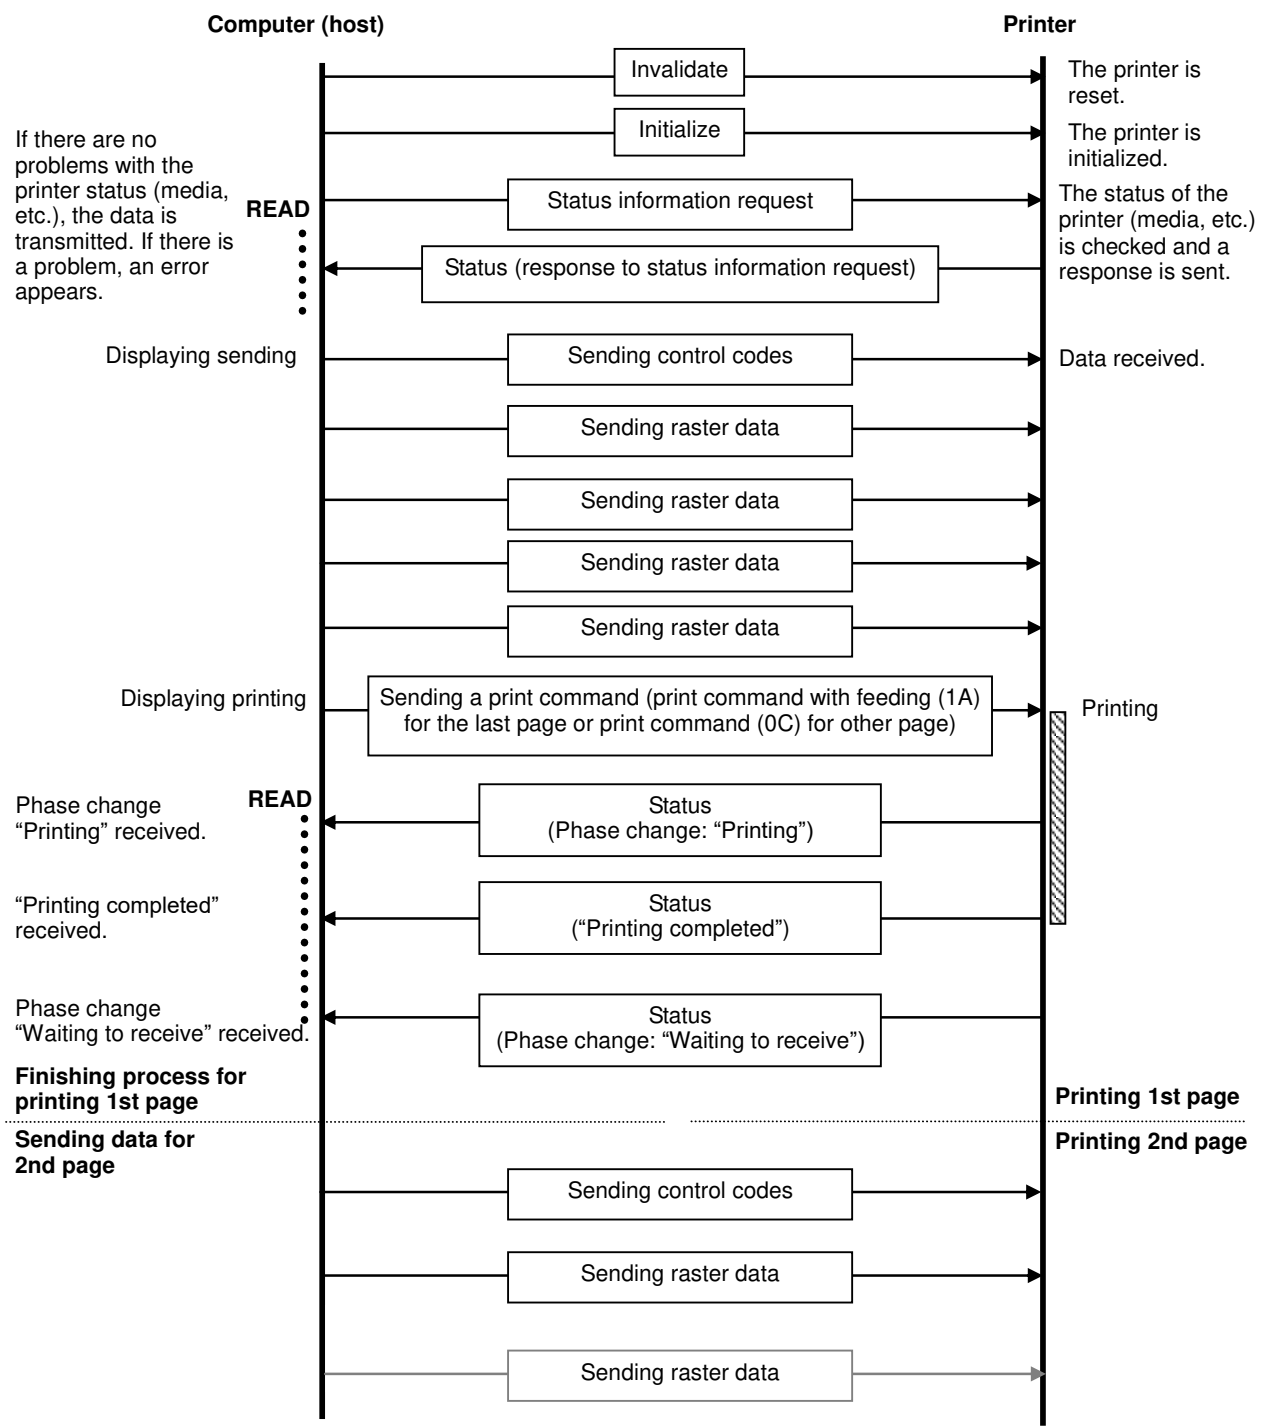 Computer (host)
Printer
Invalidate
The printer is
reset.
Initialize
The printer is
initialized.
If there are no
problems with the
printer status (media,
etc.), the data is
transmitted. If there is
a problem, an error
appears.
READ
Status information request
The status of the
printer (media, etc.)
is checked and a
response is sent.
Status (response to status information request)
Displaying sending
Sending control codes
Data received.
Sending raster data
Sending raster data
Sending raster data
Sending raster data
Displaying printing
Sending a print command (print command with feeding (1A)
for the last page or print command (0C) for other page)
Printing
Phase change
“Printing” received.
READ
Status
(Phase change: “Printing”)
“Printing completed”
received.
Status
(“Printing completed”)
Phase change
“Waiting to receive” received.
Status
(Phase change: “Waiting to receive”)
Finishing process for
printing 1st page
Printing 1st page
Sending data for
2nd page
Printing 2nd page
Sending control codes
Sending raster data
Sending raster data